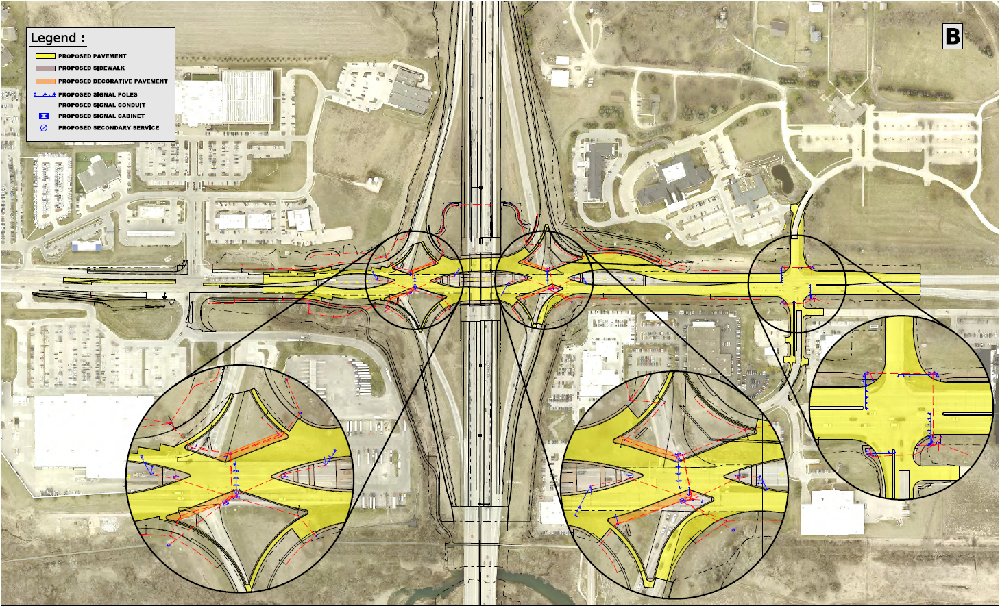 Legend :
PROPOSED PAVEMENT
PROPOSED SIDEWALK
PROPOSED DECORATIVE PAVEMENT
PROPOSED SIGNAL POLES
PROPOSED SIGNAL CONDUIT
PROPOSED SIGNAL CABINET
PROPOSED SECONDARY SERVICE
B